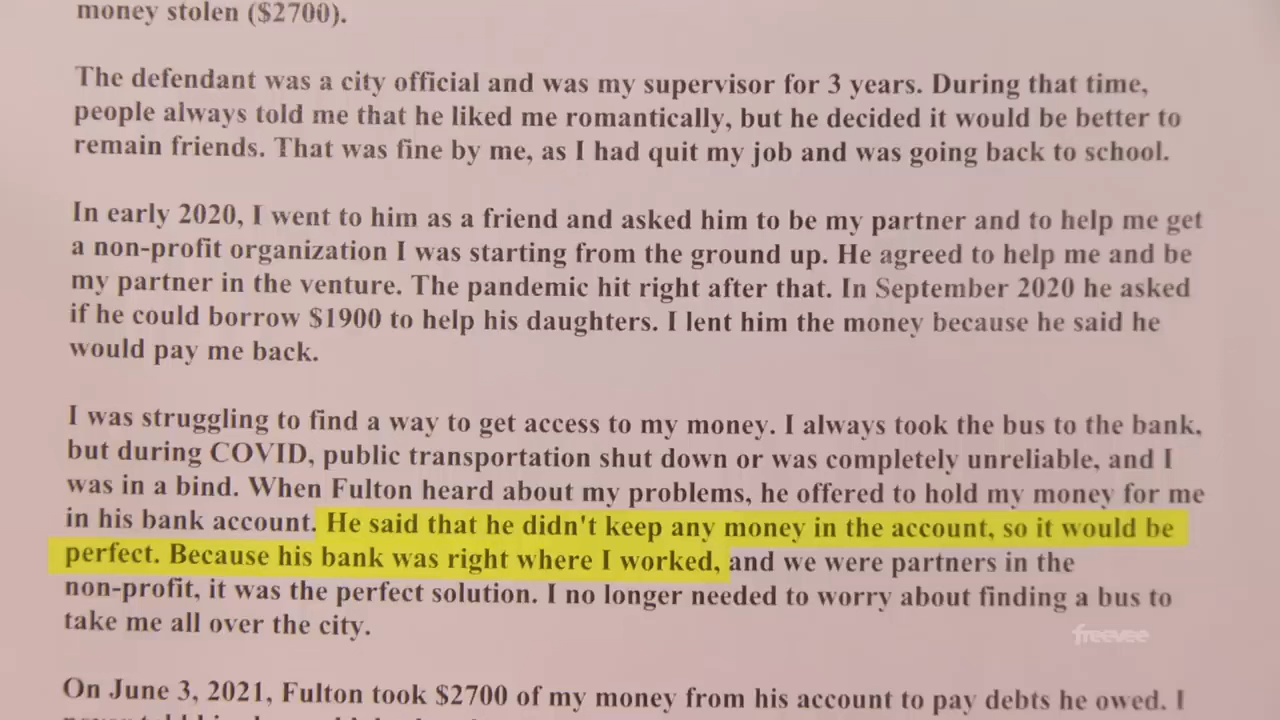 money stolen ($2700).
The defendant was a city official and was my supervisor for 3 years. During that time,
people always told me that he liked me romantically, but he decided it would be better to
remain friends. That was fine by me, as I had quit my job and was going back to school.
In early 2020, I went to him as a friend and asked him to be my partner and to help me get
a non-profit organization I was starting from the ground up. He agreed to help me and be
my partner in the venture. The pandemic hit right after that. In September 2020 he asked
if he could borrow $1900 to help his daughters. I lent him the money because he said he
would pay me back.
I was struggling to find a way to get access to my money. I always took the bus to the bank,
but during COVID, public transportation shut down or was completely unreliable, and I
was in a bind. When Fulton heard about my problems, he offered to hold my money for me
in his bank account. He said that he didn't keep any money in the account, so it would be
perfect. Because his bank was right where I worked, and we were partners in the
non-profit, it was the perfect solution. I no longer needed to worry about finding a bus to
take me all over the city.
freevee
On June 3, 2021, Fulton took $2700 of my money from his account to pay debts he owed. I